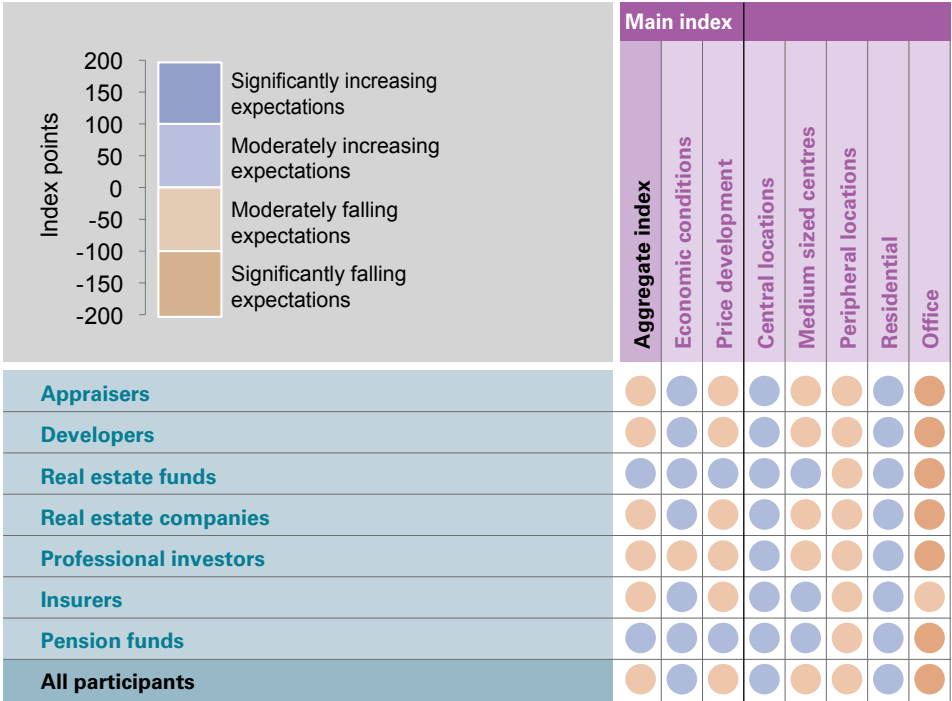 Main index
200
150
100
50
0
-50
-100
-150
-200
Index points
Significantly increasing
expectations
Moderately increasing
expectations
Moderately falling
expectations
Significantly falling
expectations
Aggregate index
Economic conditions
Price development
Central locations
Medium sized centres
Peripheral locations
Residential
Office
Appraisers
Developers
Real estate funds
Real estate companies
Professional investors
Insurers
Pension funds
All participants